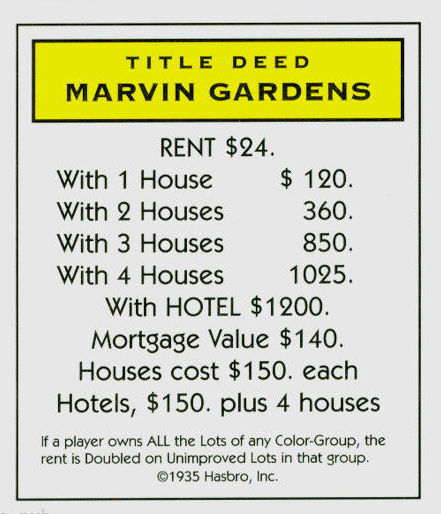 TITLE DEED
MARVIN GARDENS
RENT $24.
With 1 House $ 120.
With 2 Houses 360.
With 3 Houses 850.
With 4 Houses 1025.
With HOTEL $1200.
Mortgage Value $140.
Houses cost $150. each
Hotels, $150. plus 4 houses
If a player owns ALL the Lots of any Color-Group, the
rent is Doubled on Unimproved Lots in that group.
©1935 Hasbro, Inc.